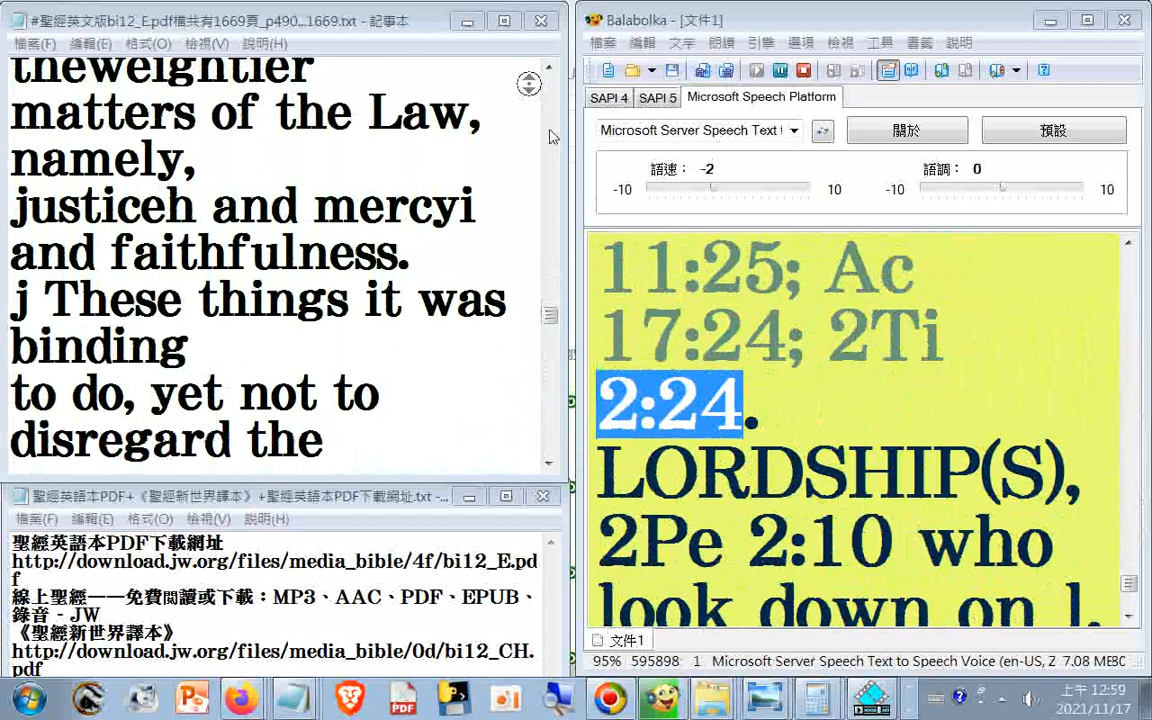 #聖經英文版bi12_E.pdf檔共有1669頁_p490...1669.txt - 記事本
檔案(F) 編輯(E) 格式(O) 檢視(V) 說明(H)
theweightier
matters of the Law,
namely,
justiceh and mercyi
and faithfulness.
j These things it was
binding
to do, yet not to
disregard the
聖經英語本PDF+《聖經新世界譯本》+聖經英語本PDF下載網址.txt - ...
檔案(F) 編輯(E) 格式(O) 檢視(V) 說明(H)
聖經英語本PDF下載網址
http://download.jw.org/files/media_bible/4f/bi12_E.pd
f
線上聖經——免費閱讀或下載：MP3、AAC、PDF、EPUB、
錄音 - JW
《聖經新世界譯本》
http://download.jw.org/files/media_bible/0d/bi12_CH.
pdf
Balabolka - [文件1]
檔案 編輯 文字 朗讀 引擎 選項 檢視 工具 書籤 說明
SAPI 4 SAPI 5 Microsoft Speech Platform
Microsoft Server Speech Text 關於 預設
語速： -2 語調： 0
-10 10 -10 10
11:25; Ac
17:24; 2Ti
2:24.
LORDSHIP(S),
2Pe 2:10 who
look down on l.
文件1
95% 595898 1 Microsoft Server Speech Text to Speech Voice (en-US, Z 7.08 МБ
上午 12:59
2021/11/17